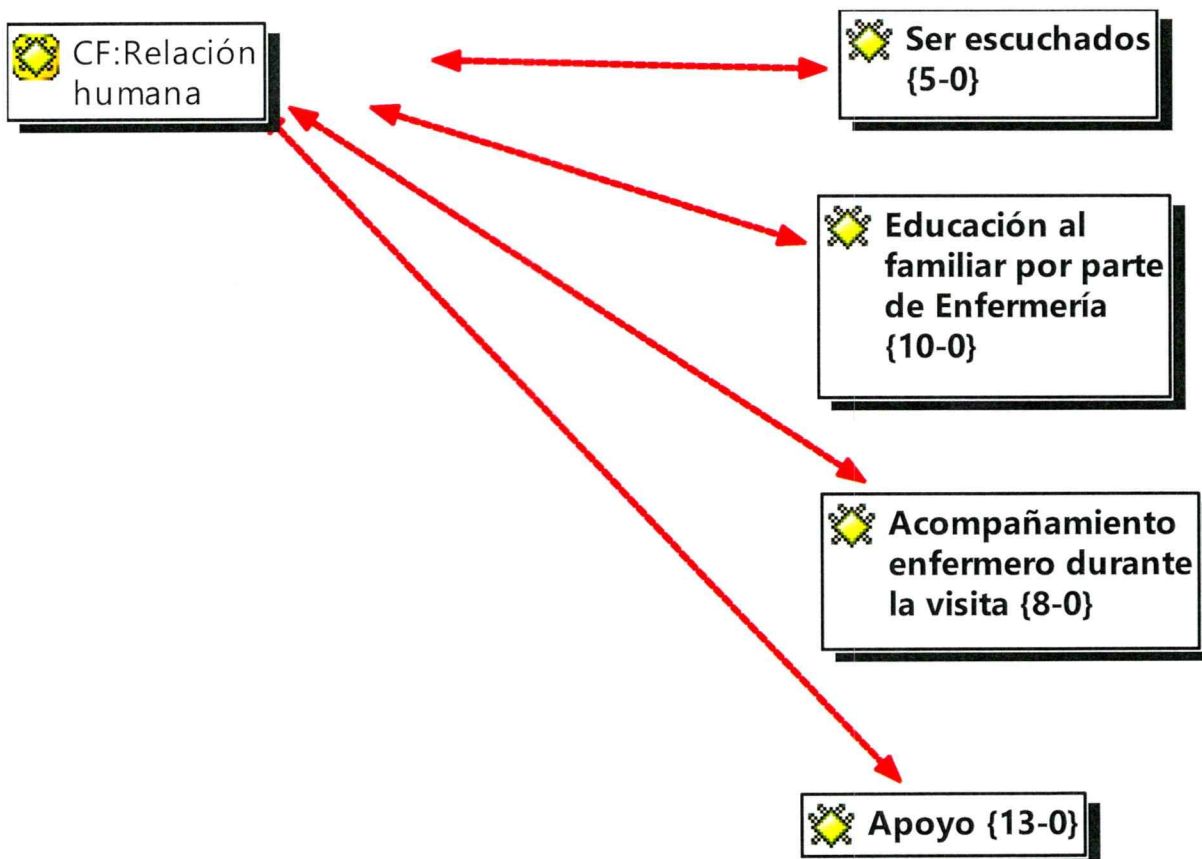 CF:Relación
humana
Ser escuchados
{5-0}
Educación al
familiar por parte
de Enfermería
{10-0}
Acompañamiento
enfermero durante
la visita {8-0}
Apoyo {13-0}